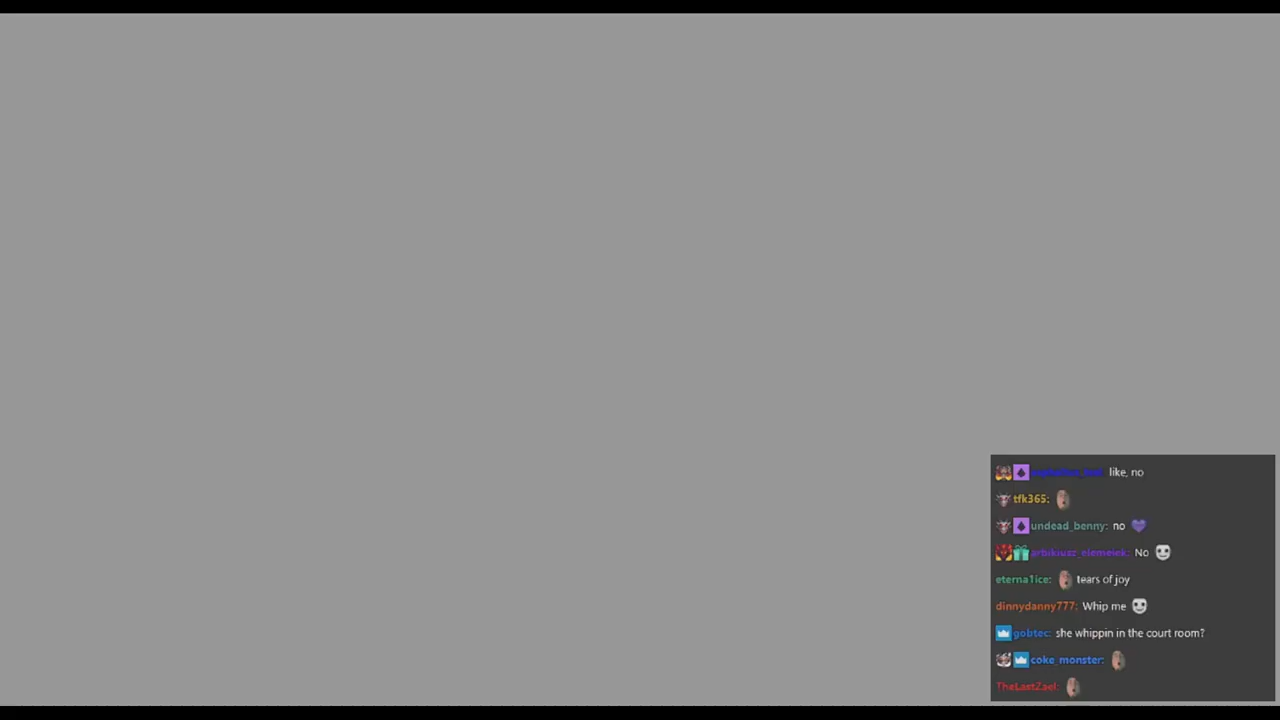 like, no
tfk365:
undead_benny: no
arbikiuzz_elemeiek: No
eterna1ice: tears of joy
dinnydanny777: Whip me
gobtec: she whippin in the court room?
coke_monster:
TheLastZael: